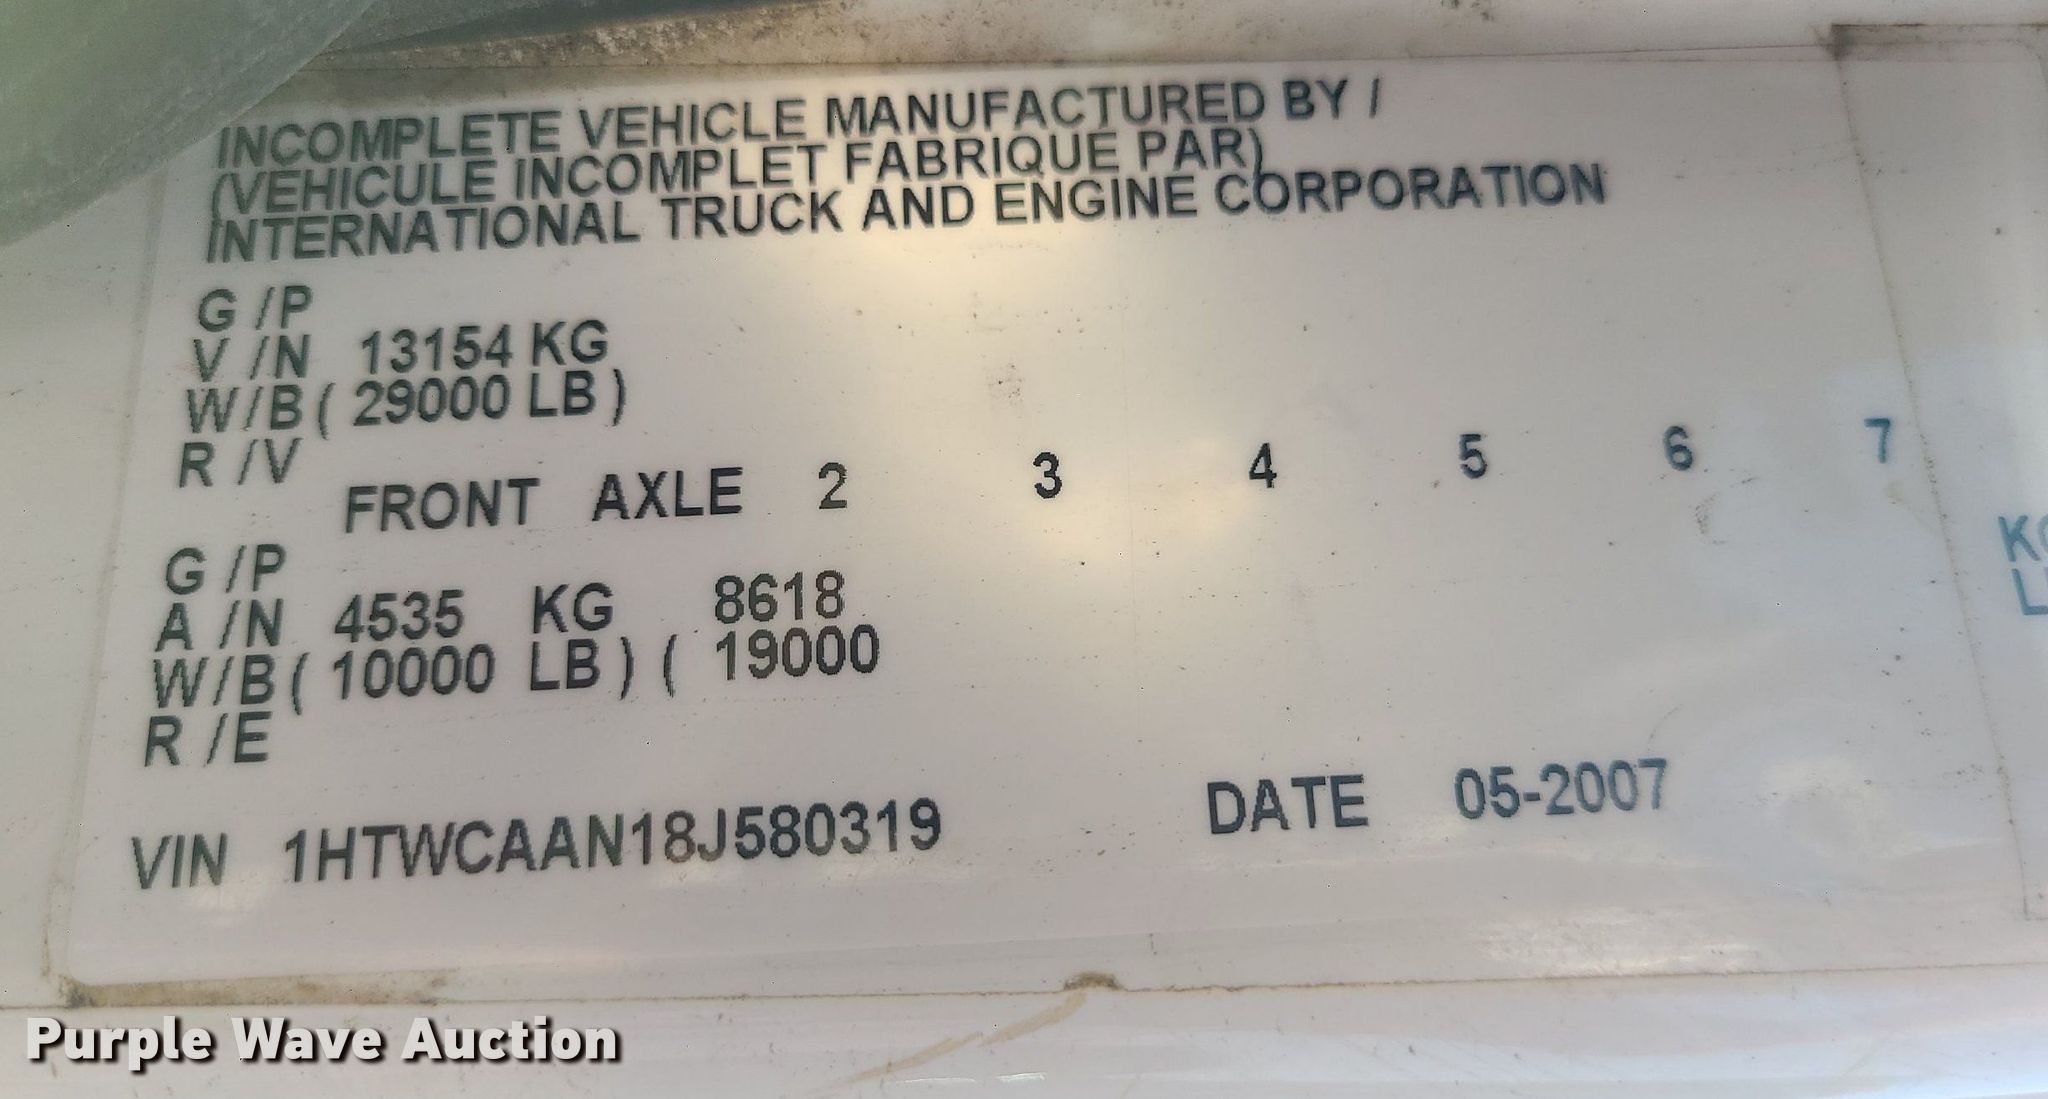 INCOMPLETE VEHICLE MANUFACTURED BY /
(VEHICULE INCOMPLET FABRIQUE PAR)
INTERNATIONAL TRUCK AND ENGINE CORPORATION
G /P
V /N 13154 KG
W/B ( 29000 LB )
R /V
FRONT AXLE 2 3 4 5 6 7
G /P
A /N 4535 KG 8618
W/B ( 10000 LB ) ( 19000
R /E
VIN 1HTWCAAN18J580319 DATE 05-2007
Purple Wave Auction